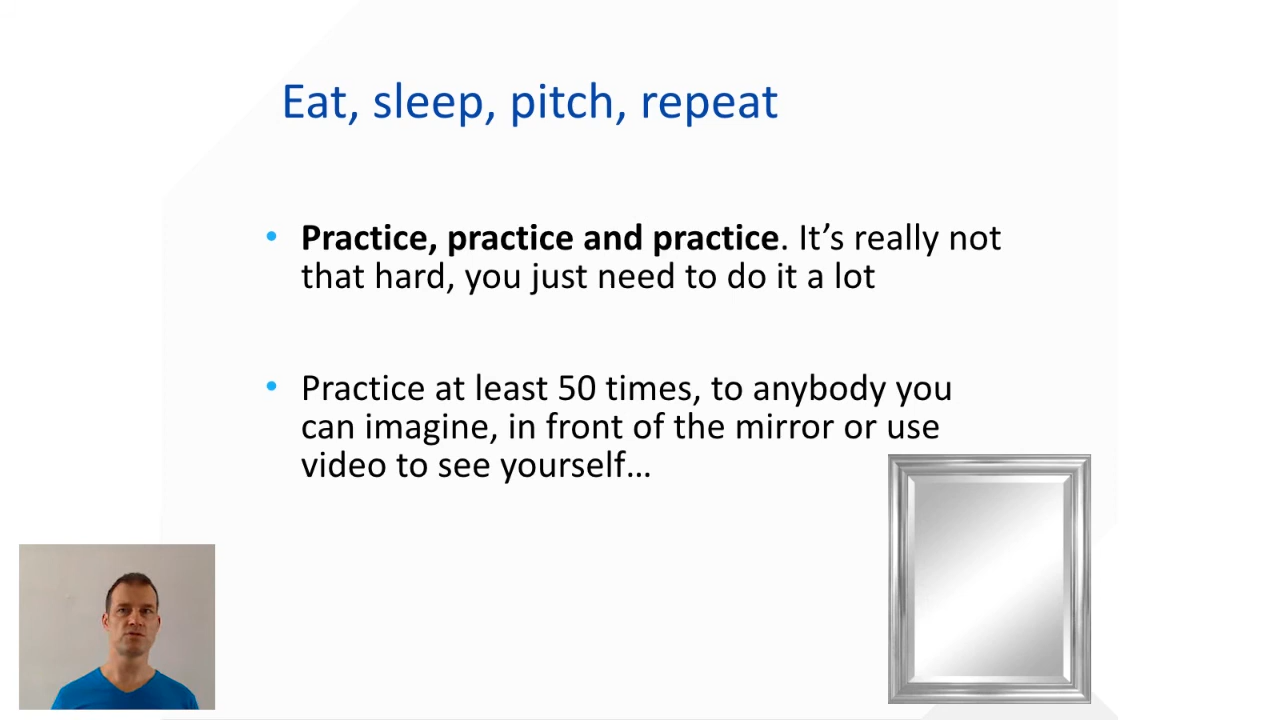 Eat, sleep, pitch, repeat
• Practice, practice and practice. It’s really not
that hard, you just need to do it a lot
• Practice at least 50 times, to anybody you
can imagine, in front of the mirror or use
video to see yourself…